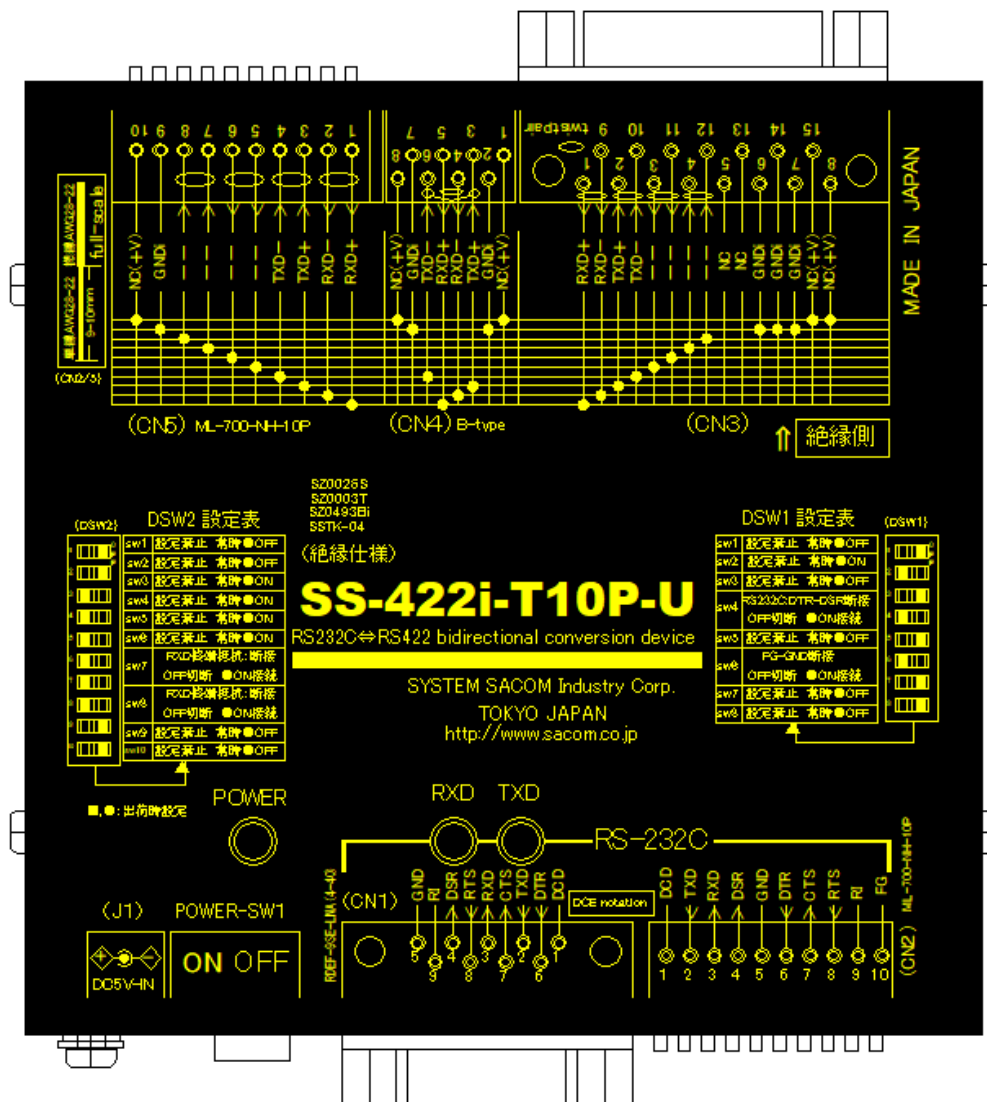 10 9 8 7 6 5 4 3 2 1
7 5 3 1
8 6 4 2
twistPair 9 10 11 12 13 14 15
1 2 3 4 5 6 7 8
MADE IN JAPAN
full-scale
9-10mm
(CN2/5)
NC(+V) GNDi TXD- TXD+ RXD- RXD+
NC(+V) GNDi TXD- RXD+ RXD- TXD+ GNDi NC(+V)
RXD+ RXD- TXD+ TXD- NC NC GNDi GNDi GNDi NC(+V) NC(+V)
(CN5) ML-700-NH-10P
(CN4) B-type
(CN3)
⇑ 絶縁側
SZ0028S
SZ0003T
SZ0493Bi
SSTK-04
(絶縁仕様)
SS-422i-T10P-U
RS232C⇔RS422 bidirectional conversion device
SYSTEM SACOM Industry Corp.
TOKYO JAPAN
http://www.sacom.co.jp
(DSW2)
DSW2 設定表
sw1 設定禁止 常時●OFF
sw2 設定禁止 常時●OFF
sw3 設定禁止 常時●ON
sw4 設定禁止 常時●ON
sw5 設定禁止 常時●ON
sw6 設定禁止 常時●ON
sw7 RXD終端抵抗:断接
OFF切断 ●ON接続
sw8 RXD終端抵抗:断接
OFF切断 ●ON接続
sw9 設定禁止 常時●OFF
sw10 設定禁止 常時●OFF
■,●:出荷時設定
DSW1 設定表
(DSW1)
sw1 設定禁止 常時●OFF
sw2 設定禁止 常時●ON
sw3 設定禁止 常時●OFF
sw4 RS232C:DTR-DSR断接
OFF切断 ●ON接続
sw5 設定禁止 常時●OFF
sw6 FG-GND断接
OFF切断 ●ON接続
sw7 設定禁止 常時●OFF
sw8 設定禁止 常時●OFF
POWER
RXD TXD
RS-232C
(J1)
DC5V-IN
POWER-SW1
ON OFF
(CN1)
GND RI DSR RTS RXD CTS TXD DTR DCD
5 9 4 8 3 7 2 6 1
DCE notation
DCD TXD RXD DSR GND DTR CTS RTS RI FG
1 2 3 4 5 6 7 8 9 10
(CN2) ML-700-NH-10P